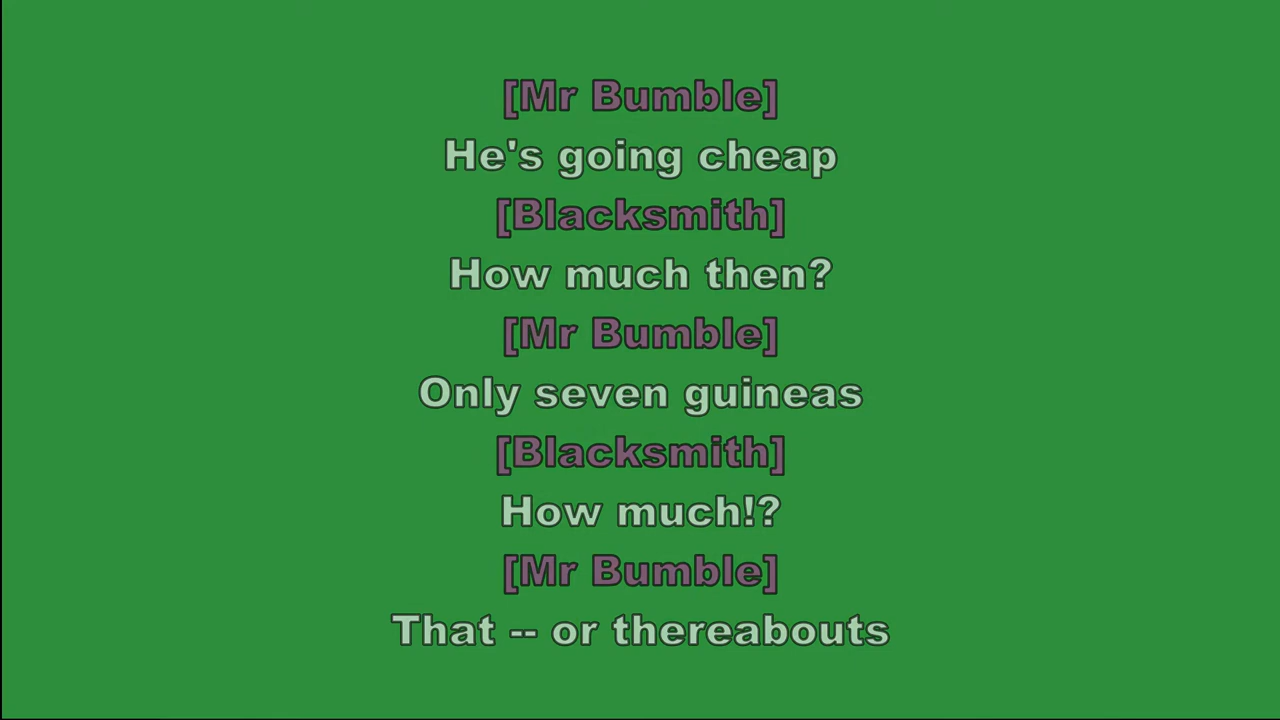 [Mr Bumble]
He's going cheap
[Blacksmith]
How much then?
[Mr Bumble]
Only seven guineas
[Blacksmith]
How much!?
[Mr Bumble]
That -- or thereabouts